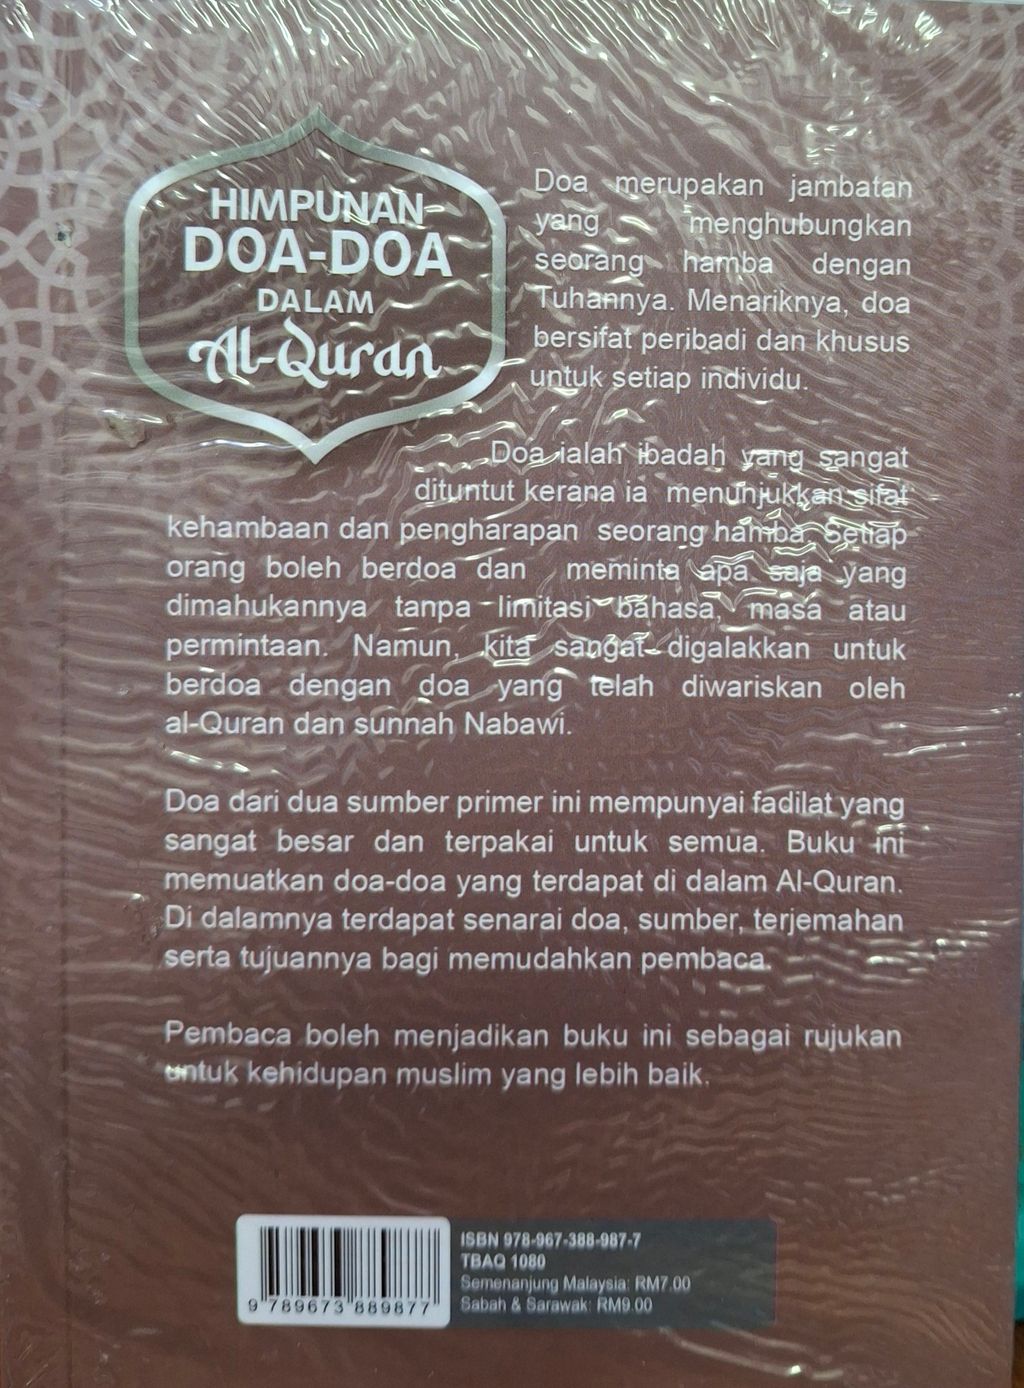 HIMPUNAN
DOA-DOA
DALAM
Al-Quran
Doa merupakan jambatan
yang menghubungkan
seorang hamba dengan
Tuhannya. Menariknya, doa
bersifat peribadi dan khusus
untuk setiap individu.
Doa ialah ibadah yang sangat
dituntut kerana ia menunjukkan sifat
kehambaan dan pengharapan seorang hamba. Setiap
orang boleh berdoa dan meminta apa saja yang
dimahukannya tanpa limitasi bahasa, masa atau
permintaan. Namun, kita sangat digalakkan untuk
berdoa dengan doa yang telah diwariskan oleh
al-Quran dan sunnah Nabawi.
Doa dari dua sumber primer ini mempunyai fadilat yang
sangat besar dan terpakai untuk semua. Buku ini
memuatkan doa-doa yang terdapat di dalam Al-Quran.
Di dalamnya terdapat senarai doa, sumber, terjemahan
serta tujuannya bagi memudahkan pembaca.
Pembaca boleh menjadikan buku ini sebagai rujukan
untuk kehidupan muslim yang lebih baik.
ISBN 978-967-388-987-7
TBAQ 1080
Semenanjung Malaysia: RM7.00
Sabah & Sarawak: RM9.00
9 789673 889877